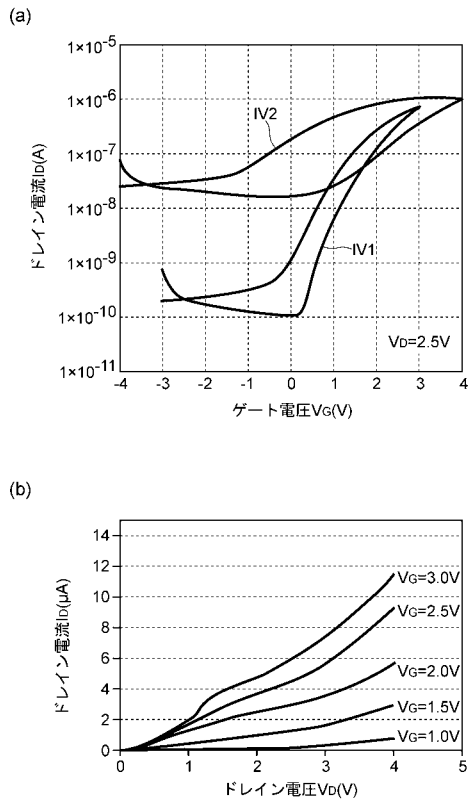 (a)
1×10-5
1×10-6
1×10-7
1×10-8
1×10-9
1×10-10
1×10-11
ドレイン電流ID(A)
IV2
IV1
VD=2.5V
-4 -3 -2 -1 0 1 2 3 4
ゲート電圧VG(V)
(b)
14
12
10
8
6
4
2
0
ドレイン電流ID(μA)
VG=3.0V
VG=2.5V
VG=2.0V
VG=1.5V
VG=1.0V
0 1 2 3 4 5
ドレイン電圧VD(V)